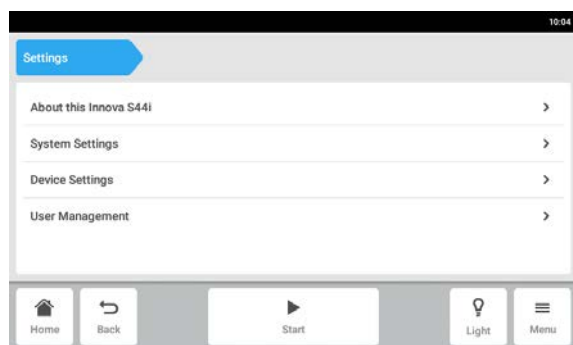 10:04
Settings
About this Innova S44i
System Settings
Device Settings
User Management
Home
Back
Start
Light
Menu